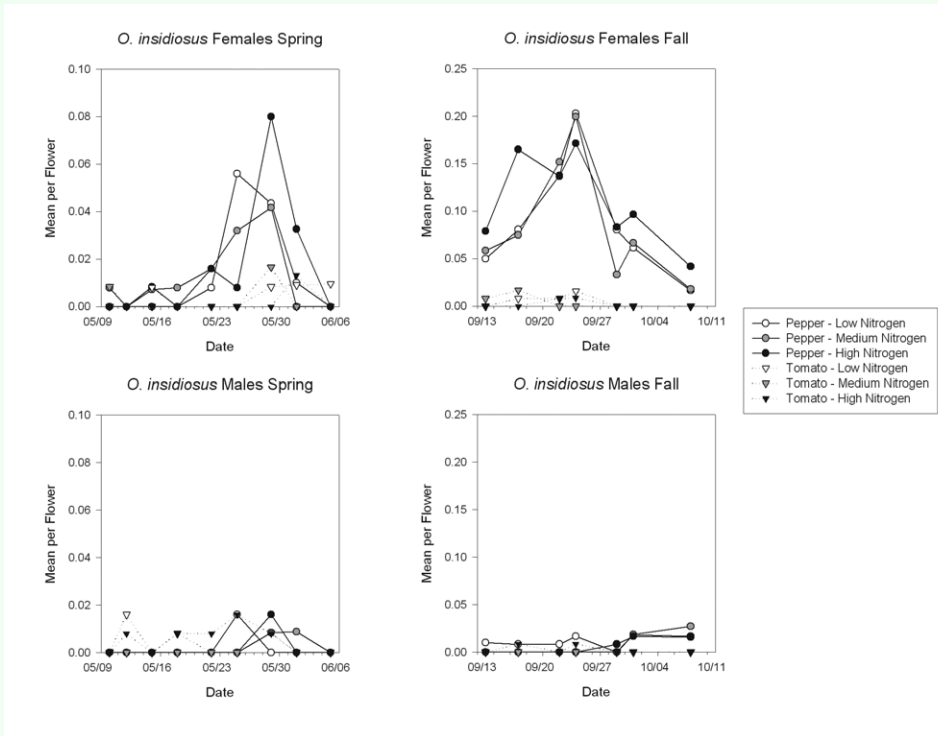 O. insidiosus Females Spring
0.10
0.08
0.06
0.04
0.02
0.00
Mean per Flower
05/09 05/16 05/23 05/30 06/06
Date
O. insidiosus Females Fall
0.25
0.20
0.15
0.10
0.05
0.00
Mean per Flower
09/13 09/20 09/27 10/04 10/11
Date
Pepper - Low Nitrogen
Pepper - Medium Nitrogen
Pepper - High Nitrogen
Tomato - Low Nitrogen
Tomato - Medium Nitrogen
Tomato - High Nitrogen
O. insidiosus Males Spring
0.10
0.08
0.06
0.04
0.02
0.00
Mean per Flower
05/09 05/16 05/23 05/30 06/06
Date
O. insidiosus Males Fall
0.25
0.20
0.15
0.10
0.05
0.00
Mean per Flower
09/13 09/20 09/27 10/04 10/11
Date